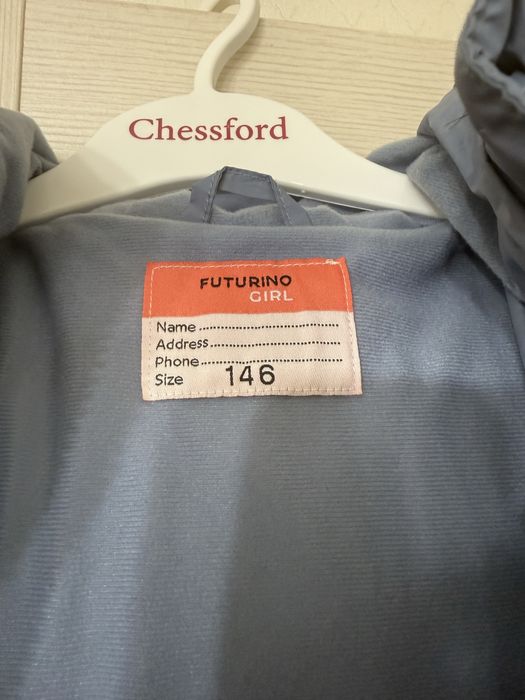 Chessford
FUTURINO
GIRL
Name
Address
Phone
Size 146